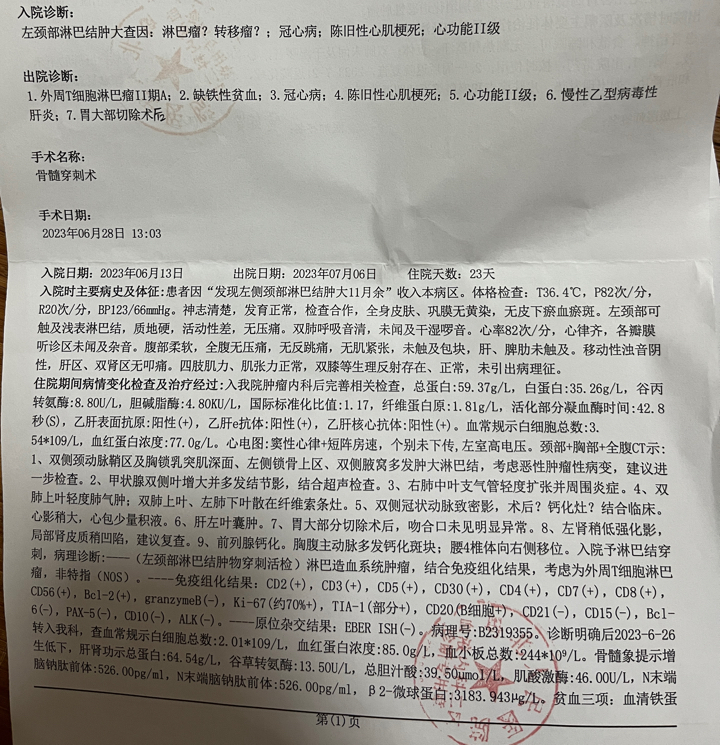 入院诊断:
左颈部淋巴结肿大查因: 淋巴瘤? 转移瘤? ; 冠心病; 陈旧性心肌梗死; 心功能II级
出院诊断:
1.外周T细胞淋巴瘤II期A; 2.缺铁性贫血; 3.冠心病; 4.陈旧性心肌梗死; 5.心功能II级; 6.慢性乙型病毒性
肝炎; 7.胃大部切除术后
手术名称:
骨髓穿刺术
手术日期:
2023年06月28日 13:03
入院日期: 2023年06月13日 出院日期: 2023年07月06日 住院天数: 23天
入院时主要病史及体征:患者因“发现左侧颈部淋巴结肿大11月余”收入本病区。体格检查: T36.4℃, P82次/分,
R20次/分, BP123/66mmHg。神志清楚, 发育正常, 检查合作, 全身皮肤、巩膜无黄染, 无皮下瘀血瘀斑。左颈部可
触及浅表淋巴结, 质地硬, 活动性差, 无压痛。双肺呼吸音清, 未闻及干湿啰音。心率82次/分, 心律齐, 各瓣膜
听诊区未闻及杂音。腹部柔软, 全腹无压痛, 无反跳痛, 无肌紧张, 未触及包块, 肝、脾肋未触及。移动性浊音阴
性, 肝区、双肾区无叩痛。四肢肌力、肌张力正常, 双膝等生理反射存在、正常, 未引出病理征。
住院期间病情变化检查及治疗经过:入我院肿瘤内科后完善相关检查, 总蛋白:59.37g/L, 白蛋白:35.26g/L, 谷丙
转氨酶:8.80U/L, 胆碱脂酶:4.80KU/L, 国际标准化比值:1.17, 纤维蛋白原:1.81g/L, 活化部分凝血酶时间:42.8
秒(S), 乙肝表面抗原:阳性(+), 乙肝e抗体:阳性(+), 乙肝核心抗体:阳性(+)。血常规示白细胞总数:3.
54*109/L, 血红蛋白浓度:77.0g/L。心电图:窦性心律+短阵房速, 个别未下传,左室高电压。颈部+胸部+全腹CT示:
1、双侧颈动脉鞘区及胸锁乳突肌深面、左侧锁骨上区、双侧腋窝多发肿大淋巴结, 考虑恶性肿瘤性病变, 建议进
一步检查。2、甲状腺双侧叶增大并多发结节影, 结合超声检查。3、右肺中叶支气管轻度扩张并周围炎症。4、双
肺上叶轻度肺气肿; 双肺上叶、左肺下叶散在纤维索条灶。5、双侧冠状动脉致密影, 术后? 钙化灶? 结合临床。
心影稍大, 心包少量积液。6、肝左叶囊肿。7、胃大部分切除术后, 吻合口未见明显异常。8、左肾稍低强化影,
局部肾皮质稍凹陷, 建议复查。9、前列腺钙化。胸腹主动脉多发钙化斑块; 腰4椎体向右侧移位。入院予淋巴结穿
刺, 病理诊断:——（左颈部淋巴结肿物穿刺活检）淋巴造血系统肿瘤, 结合免疫组化结果, 考虑为外周T细胞淋巴
瘤, 非特指（NOS）。----免疫组化结果: CD2(+), CD3(+), CD5(+), CD30(+), CD4(+), CD7(+), CD8(+),
CD56(+), Bcl-2(+), granzymeB(-), Ki-67(约70%+), TIA-1(部分+), CD20(B细胞+), CD21(-), CD15(-), Bcl-
6(-), PAX-5(-), CD10(-), ALK(-)。----原位杂交结果: EBER ISH(-)。病理号:B2319355。诊断明确后2023-6-26
转入我科, 查血常规示白细胞总数:2.01*109/L, 血红蛋白浓度:85.0g/L, 血小板总数:244*10⁹/L。骨髓象提示增
生低下, 肝肾功示总蛋白:64.54g/L, 谷草转氨酶:13.50U/L, 总胆汁酸:39.50umol/L, 肌酸激酶:46.00U/L, N末端
脑钠肽前体:526.00pg/ml, N末端脑钠肽前体:526.00pg/ml, β2-微球蛋白:3183.943μg/L。贫血三项: 血清铁蛋
第(1)页